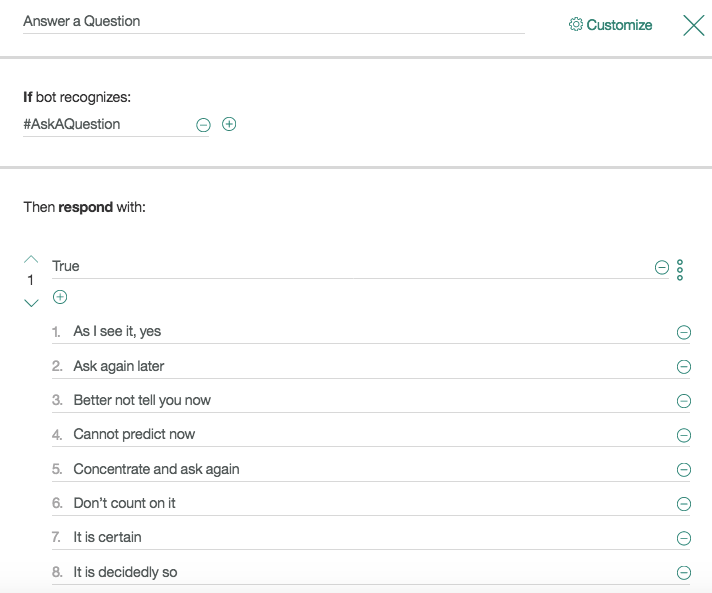 Answer a Question
Customize
If bot recognizes:
#AskAQuestion
Then respond with:
True
1
1. As I see it, yes
2. Ask again later
3. Better not tell you now
4. Cannot predict now
5. Concentrate and ask again
6. Don’t count on it
7. It is certain
8. It is decidedly so